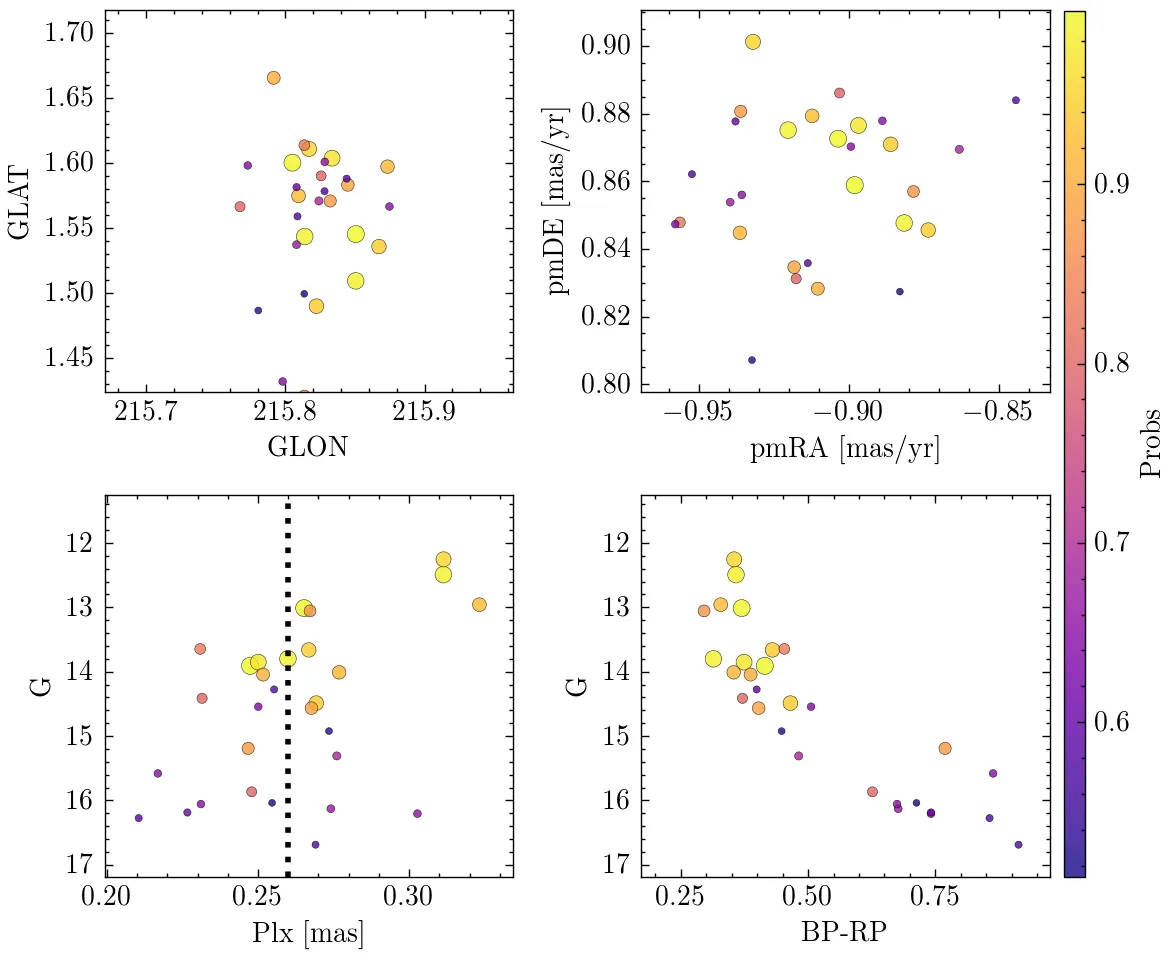 1.70
1.65
1.60
1.55
1.50
1.45
GLAT
215.7 215.8 215.9
GLON
0.90
0.88
0.86
0.84
0.82
0.80
pmDE [mas/yr]
−0.95 −0.90 −0.85
pmRA [mas/yr]
12
13
14
15
16
17
G
0.20 0.25 0.30
Plx [mas]
12
13
14
15
16
17
G
0.25 0.50 0.75
BP-RP
0.9
0.8
0.7
0.6
Probs